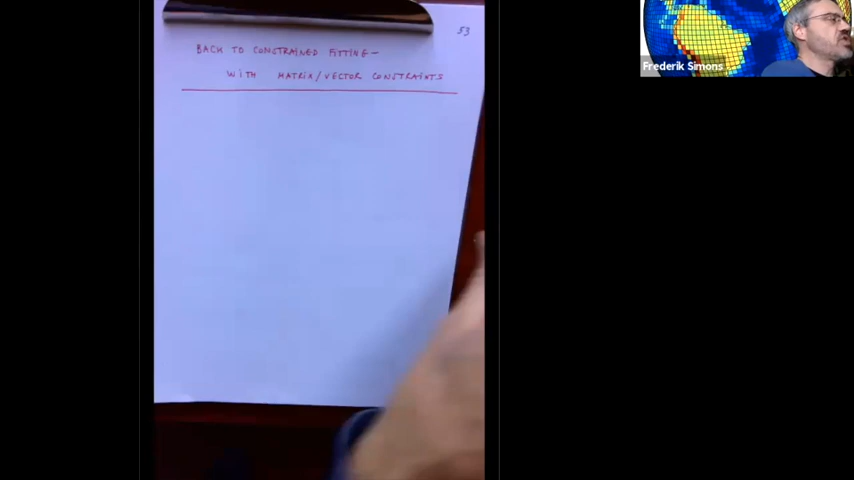 53
BACK TO CONSTRAINED FITTING -
WITH MATRIX/VECTOR CONSTRAINTS
Frederik Simons